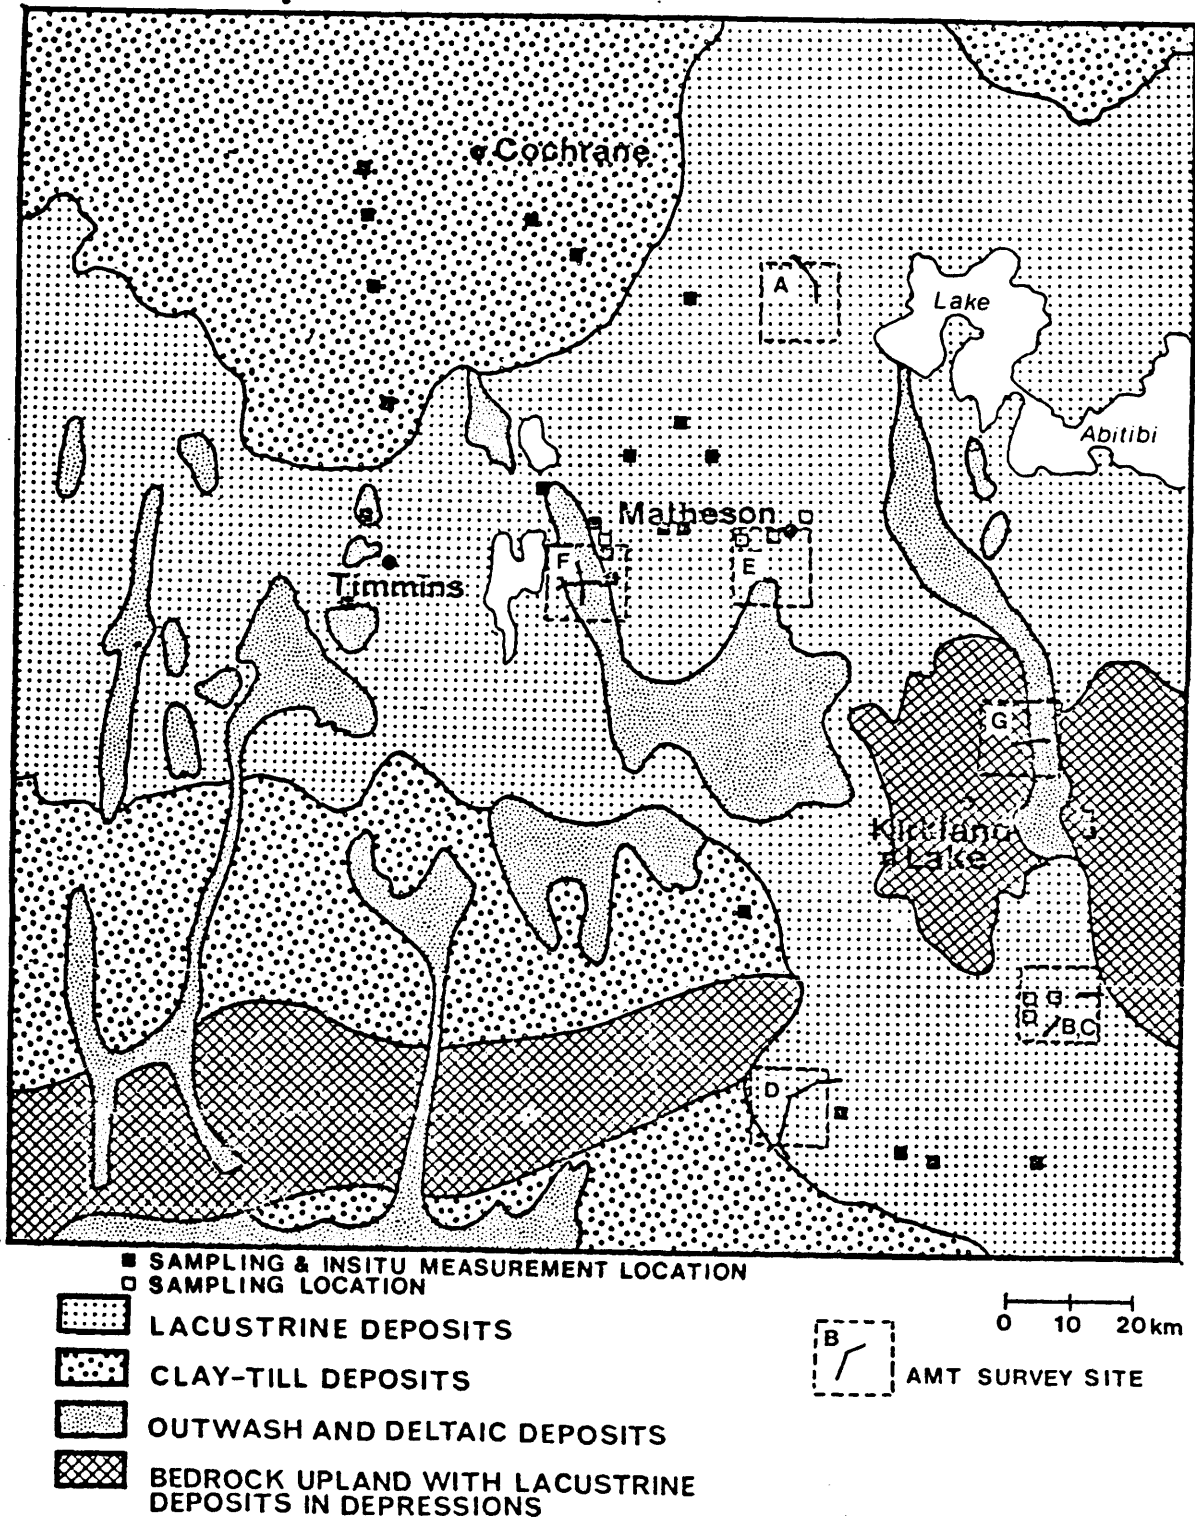 Cochrane
A
Lake
Abitibi
Matheson
F
E
Timmins
G
Kirkland
Lake
B,C
D
SAMPLING & INSITU MEASUREMENT LOCATION
SAMPLING LOCATION
LACUSTRINE DEPOSITS
CLAY-TILL DEPOSITS
OUTWASH AND DELTAIC DEPOSITS
BEDROCK UPLAND WITH LACUSTRINE
DEPOSITS IN DEPRESSIONS
0 10 20km
B
AMT SURVEY SITE